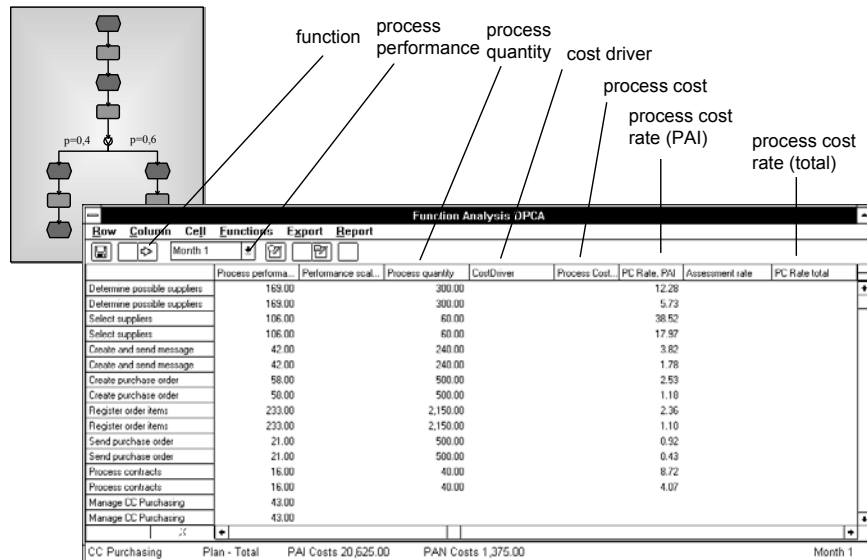 function
process
performance
process
quantity
cost driver
process cost
process cost
rate (PAI)
process cost
rate (total)
p=0,4 p=0,6
Function Analysis OPCA
Row Column Cell Functions Export Report
Month 1
Process performa... Performance scal... Process quantity CostDriver Process Cost... PC Rate, PAI Assessment rate PC Rate total
Determine possible suppliers 169.00 300.00 12.28
Determine possible suppliers 169.00 300.00 5.73
Select suppliers 106.00 60.00 38.52
Select suppliers 106.00 60.00 17.97
Create and send message 42.00 240.00 3.82
Create and send message 42.00 240.00 1.78
Create purchase order 58.00 500.00 2.53
Create purchase order 58.00 500.00 1.18
Register order items 233.00 2,150.00 2.36
Register order items 233.00 2,150.00 1.10
Send purchase order 21.00 500.00 0.92
Send purchase order 21.00 500.00 0.43
Process contracts 16.00 40.00 8.72
Process contracts 16.00 40.00 4.07
Manage CC Purchasing 43.00
Manage CC Purchasing 43.00
CC Purchasing Plan - Total PAI Costs 20,625.00 PAN Costs 1,375.00 Month 1